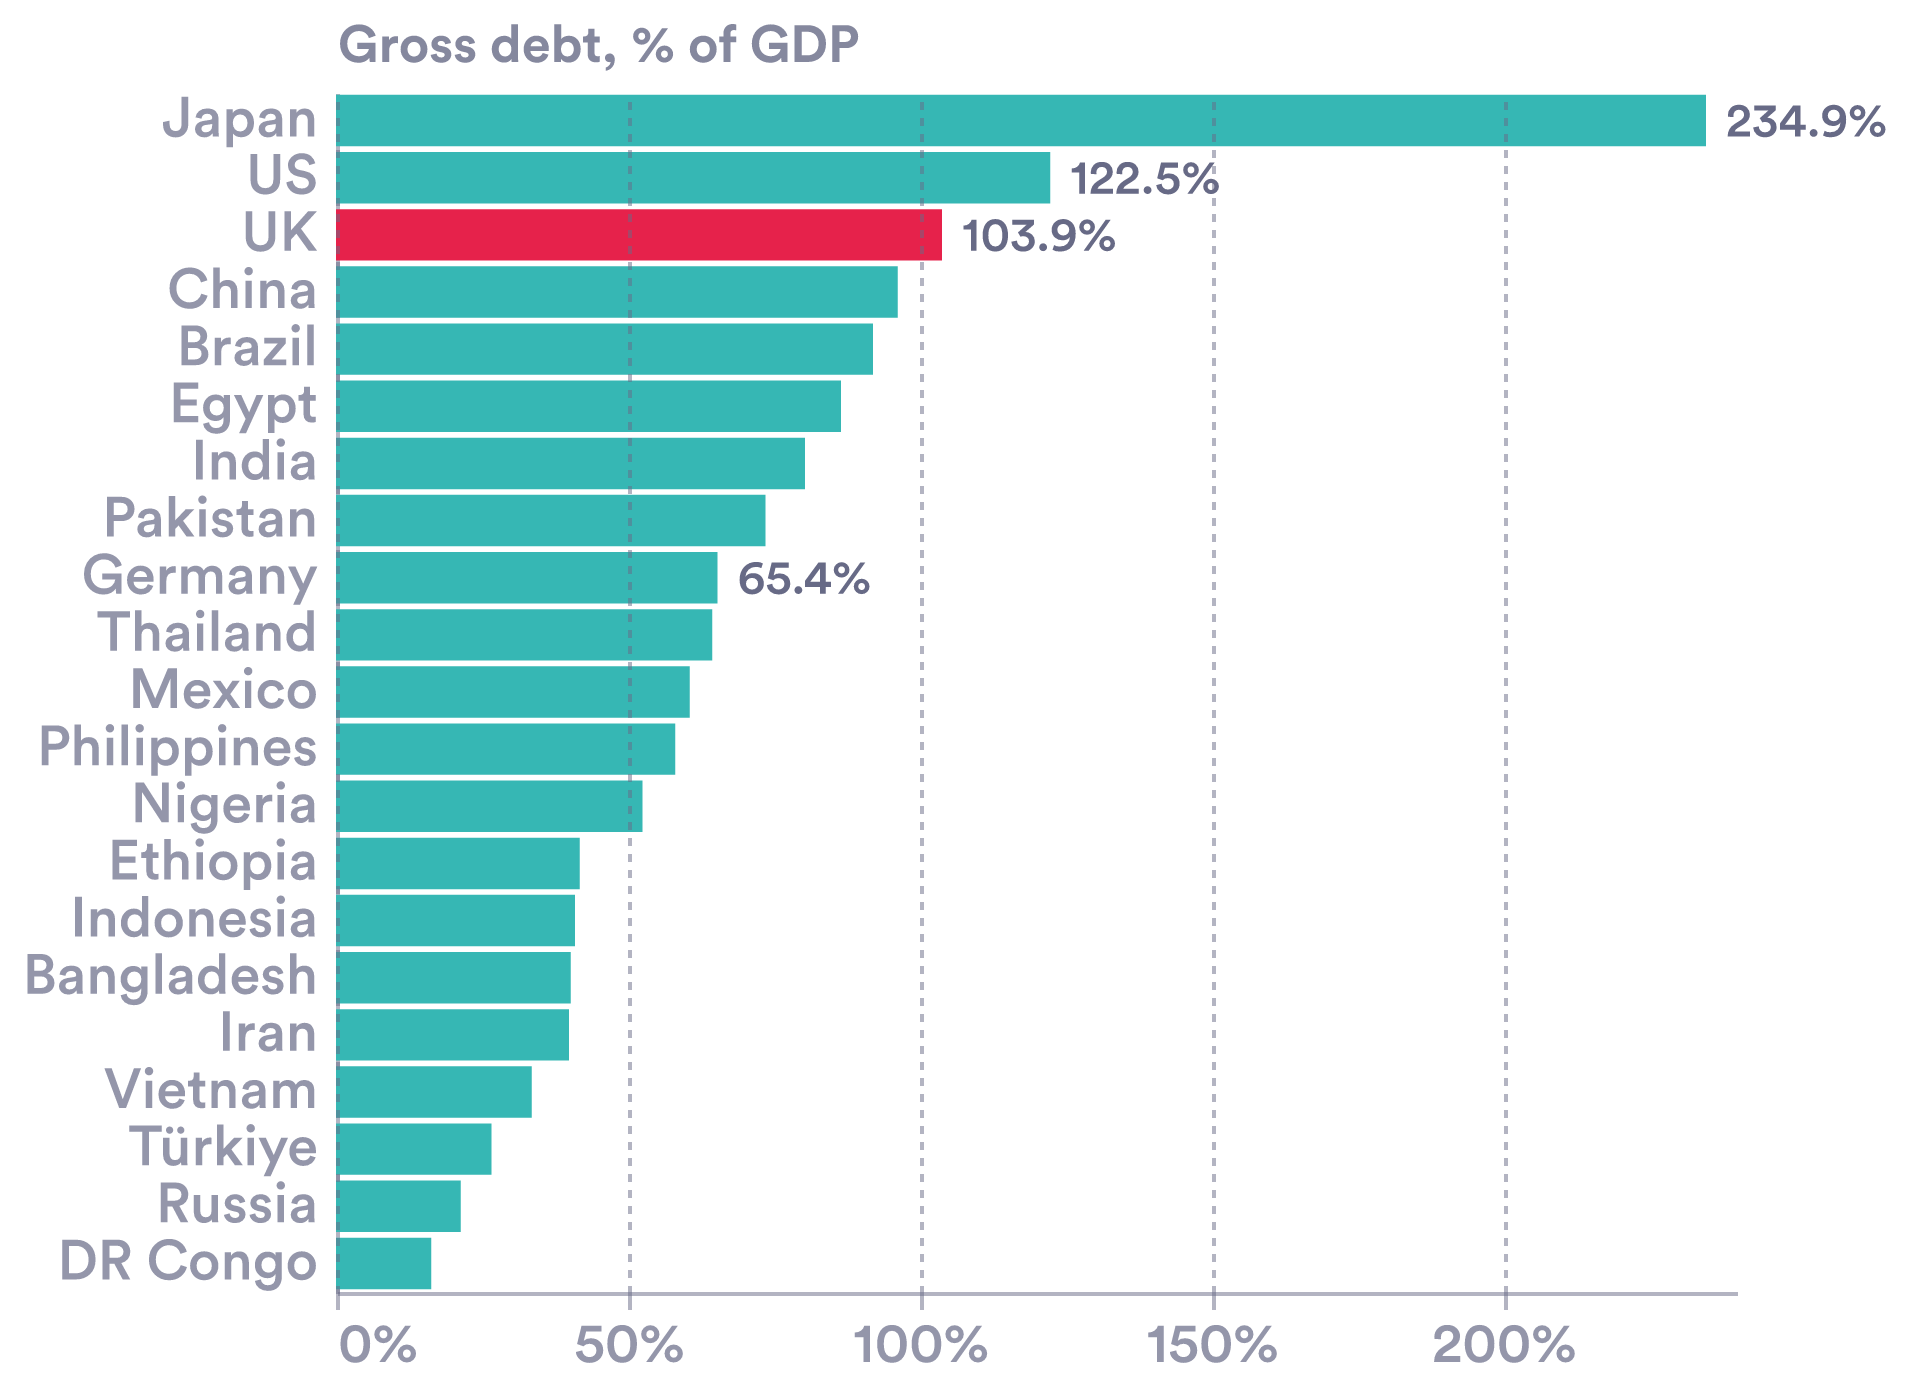 Gross debt, % of GDP
Japan 234.9%
US 122.5%
UK 103.9%
China
Brazil
Egypt
India
Pakistan
Germany 65.4%
Thailand
Mexico
Philippines
Nigeria
Ethiopia
Indonesia
Bangladesh
Iran
Vietnam
Türkiye
Russia
DR Congo
0% 50% 100% 150% 200%